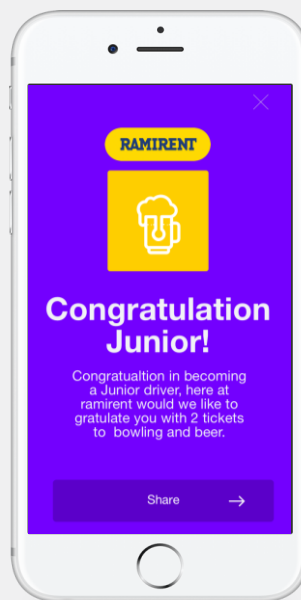 RAMIRENT
Congratulation
Junior!
Congratualtion in becoming
a Junior driver, here at
ramirent would we like to
gratulate you with 2 tickets
to bowling and beer.
Share